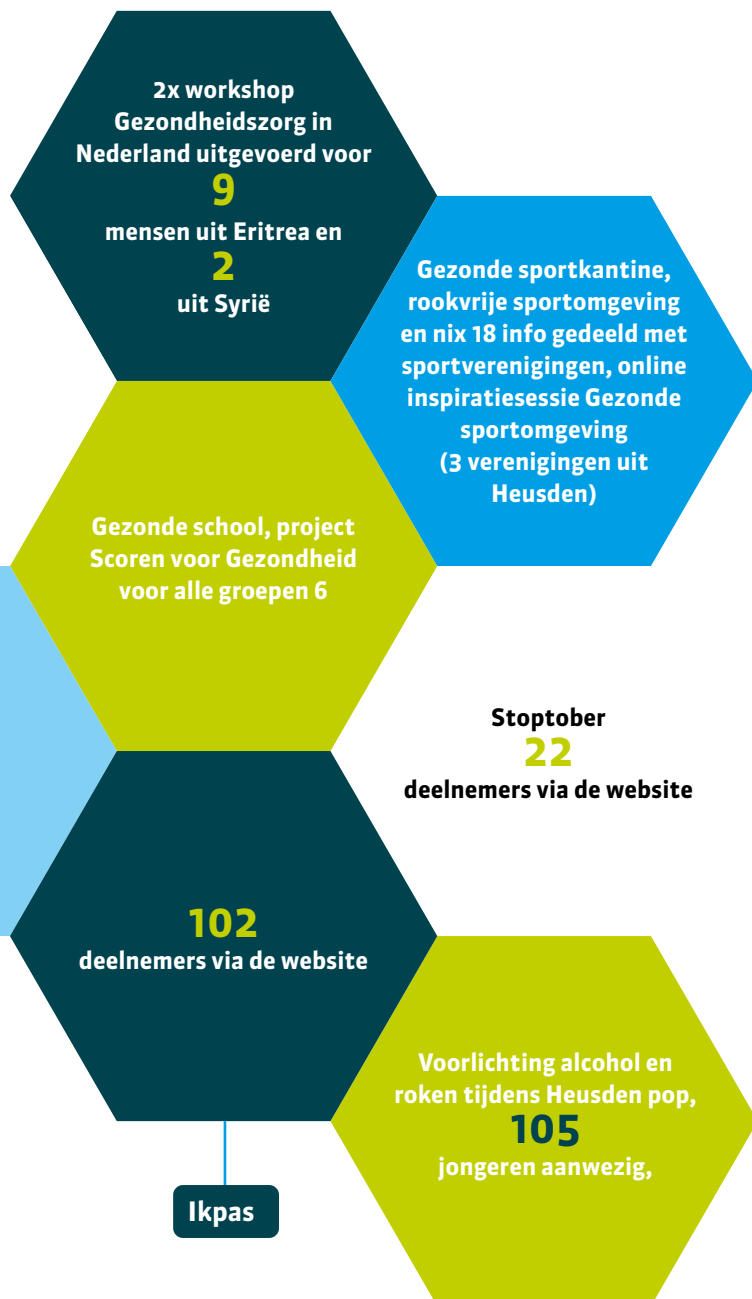 2x workshop
Gezondheidszorg in
Nederland uitgevoerd voor
9
mensen uit Eritrea en
2
uit Syrië
Gezonde sportkantine,
rookvrije sportomgeving
en nix 18 info gedeeld met
sportverenigingen, online
inspiratiesessie Gezonde
sportomgeving
(3 verenigingen uit
Heusden)
Gezonde school, project
Scoren voor Gezondheid
voor alle groepen 6
Stoptober
22
deelnemers via de website
102
deelnemers via de website
Ikpas
Voorlichting alcohol en
roken tijdens Heusden pop,
105
jongeren aanwezig,